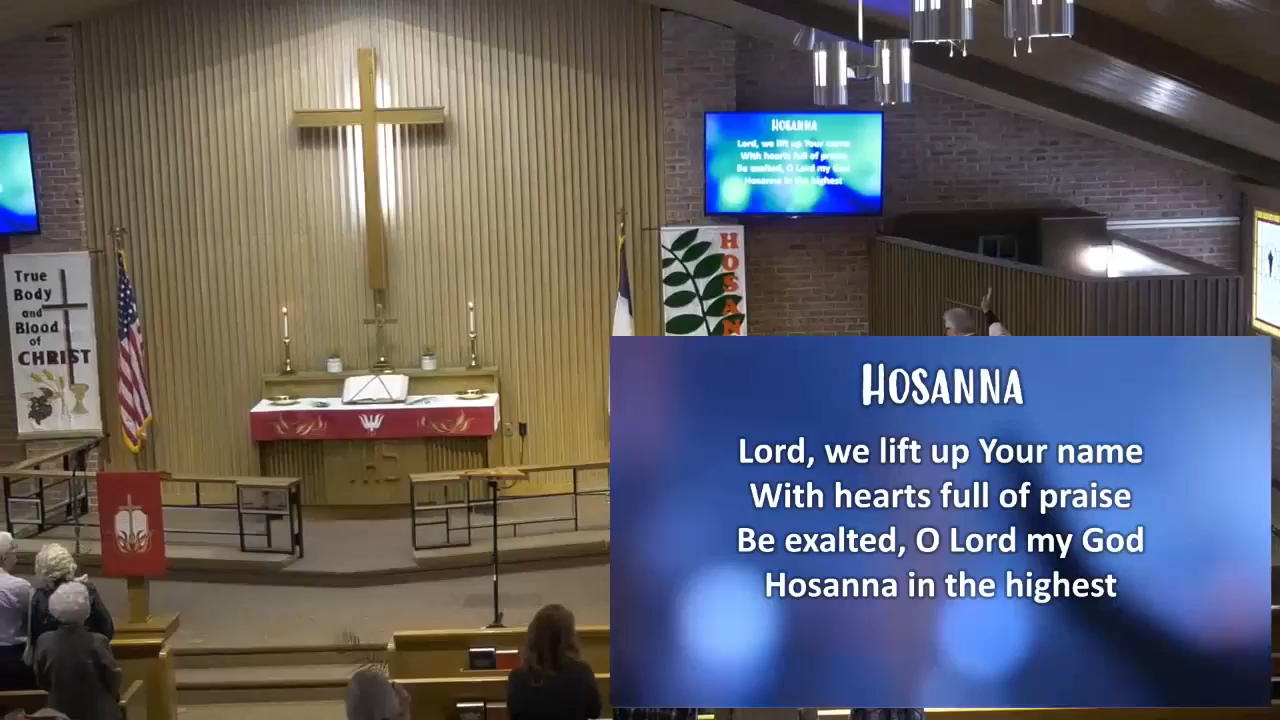 HOSANNA
Lord, we lift up Your name
With hearts full of praise
Be exalted, O Lord my God
Hosanna in the highest
True
Body
and
Blood
of
CHRIST
HOSAN
HOSANNA
Lord, we lift up Your name
With hearts full of praise
Be exalted, O Lord my God
Hosanna in the highest